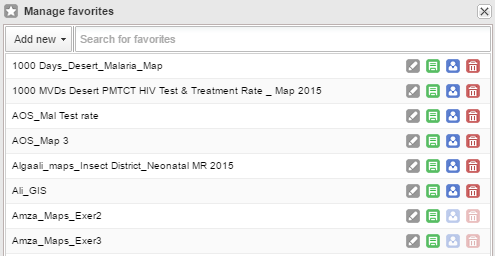 Manage favorites
Add new Search for favorites
1000 Days_Desert_Malaria_Map
1000 MVDs Desert PMTCT HIV Test & Treatment Rate _ Map 2015
AOS_Mal Test rate
AOS_Map 3
Algaali_maps_Insect District_Neonatal MR 2015
Ali_GIS
Amza_Maps_Exer2
Amza_Maps_Exer3